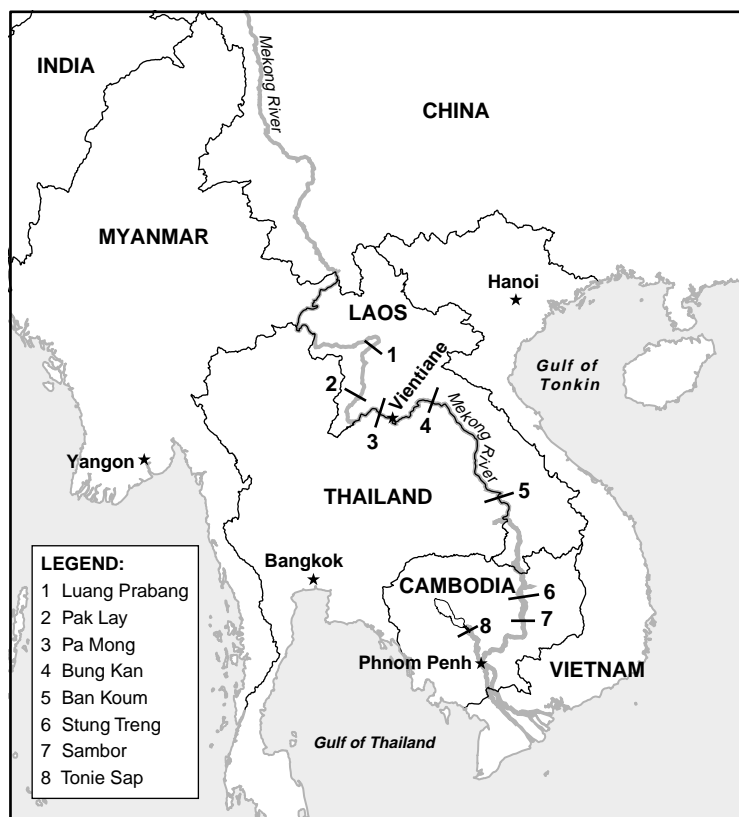 INDIA
Mekong River
CHINA
MYANMAR
Hanoi
LAOS
1
Gulf of
Tonkin
Vientiane
2
3
4
Mekong River
Yangon
5
THAILAND
Bangkok
CAMBODIA
6
7
8
Phnom Penh
VIETNAM
Gulf of Thailand
LEGEND:
1 Luang Prabang
2 Pak Lay
3 Pa Mong
4 Bung Kan
5 Ban Koum
6 Stung Treng
7 Sambor
8 Tonie Sap